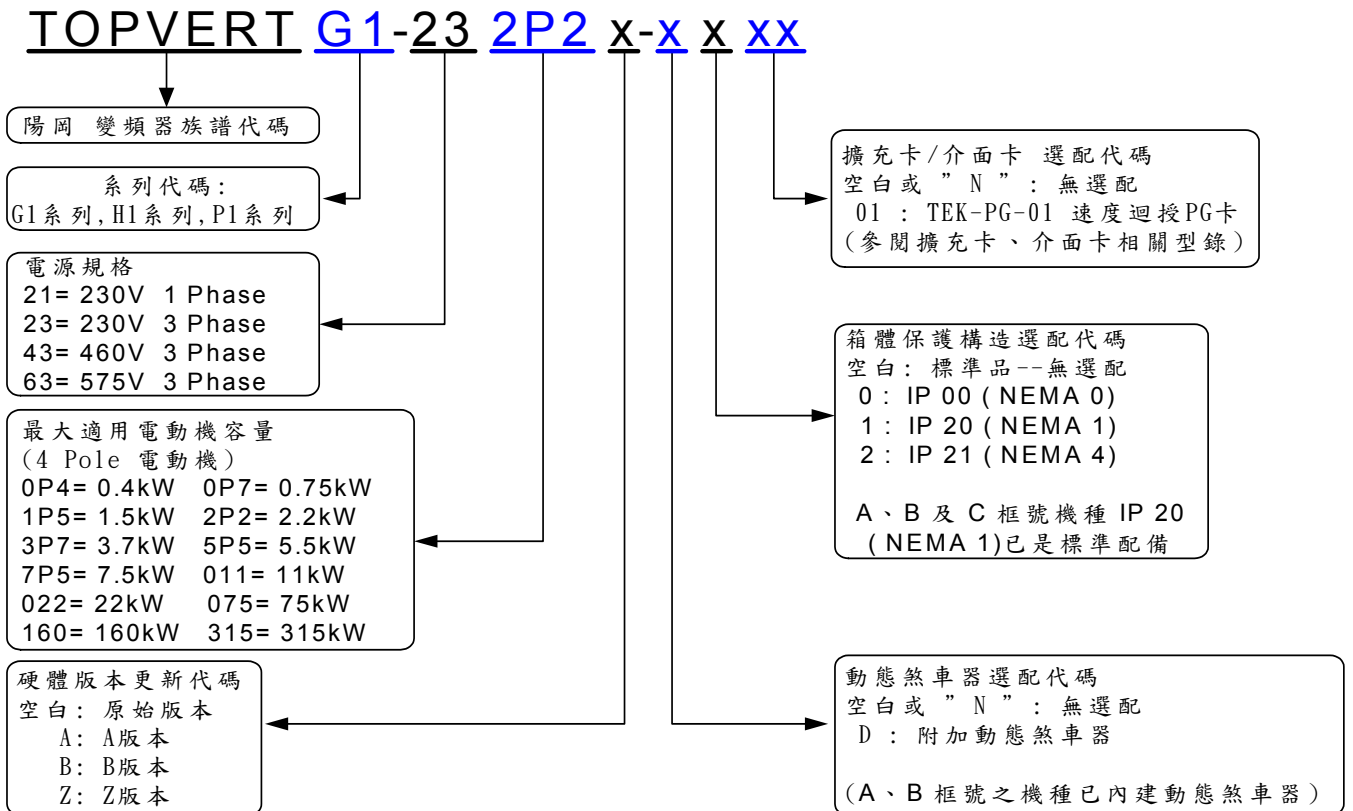 TOPVERT G1-23 2P2 x-x x xx
陽岡 變頻器族譜代碼
系列代碼:
G1系列,H1系列,P1系列
電源規格
21= 230V 1 Phase
23= 230V 3 Phase
43= 460V 3 Phase
63= 575V 3 Phase
最大適用電動機容量
(4 Pole 電動機)
0P4= 0.4kW 0P7= 0.75kW
1P5= 1.5kW 2P2= 2.2kW
3P7= 3.7kW 5P5= 5.5kW
7P5= 7.5kW 011= 11kW
022= 22kW 075= 75kW
160= 160kW 315= 315kW
硬體版本更新代碼
空白: 原始版本
A: A版本
B: B版本
Z: Z版本
擴充卡/介面卡 選配代碼
空白或 ” N ” : 無選配
01 : TEK-PG-01 速度迴授PG卡
(參閱擴充卡、介面卡相關型錄)
箱體保護構造選配代碼
空白: 標準品--無選配
0 : IP 00 ( NEMA 0)
1 : IP 20 ( NEMA 1)
2 : IP 21 ( NEMA 4)
A、B 及 C 框號機種 IP 20
( NEMA 1)已是標準配備
動態煞車器選配代碼
空白或 ” N ” : 無選配
D : 附加動態煞車器
(A、B 框號之機種已內建動態煞車器)